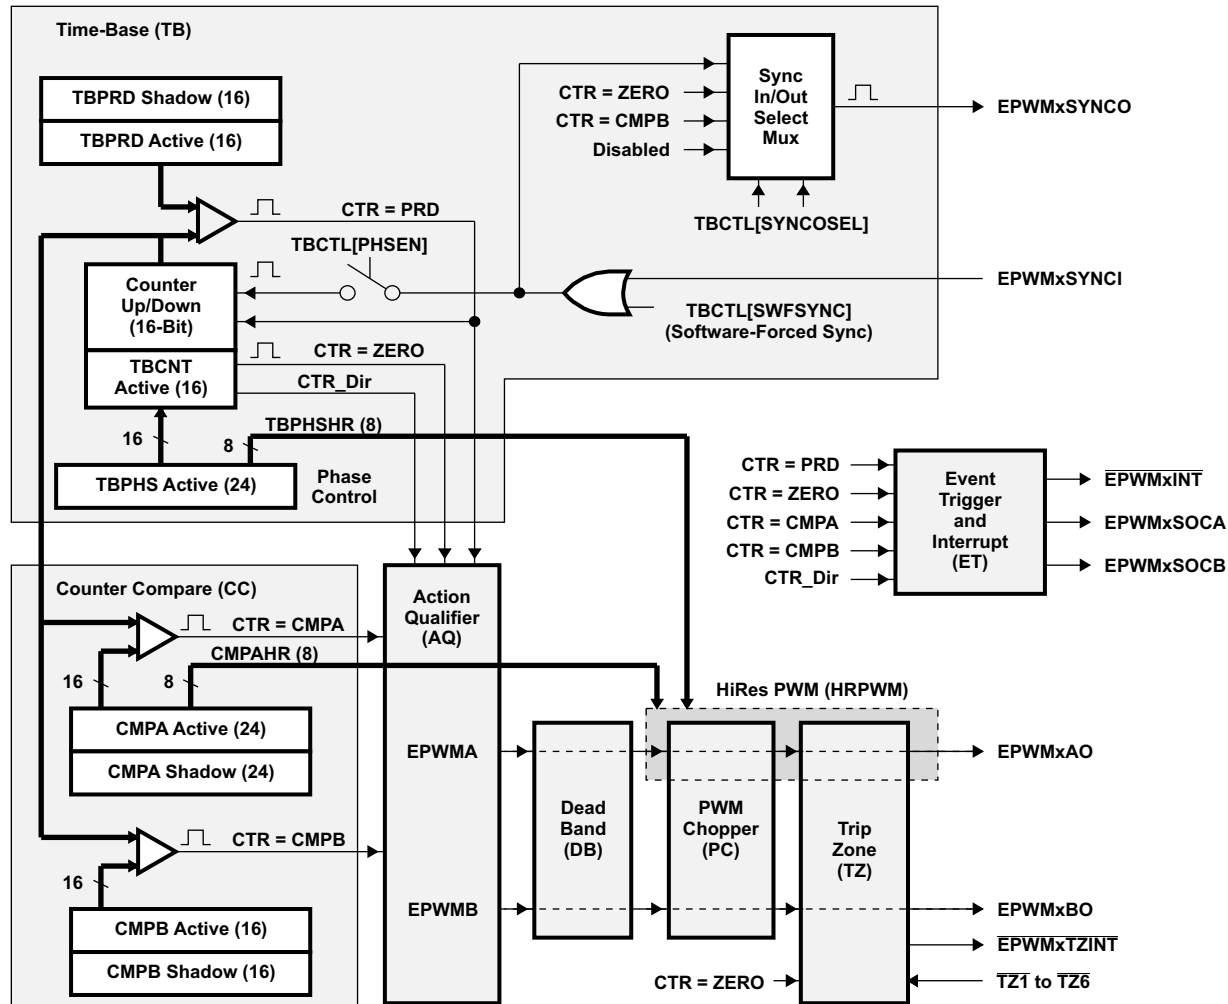 Time-Base (TB)
TBPRD Shadow (16)
TBPRD Active (16)
CTR = PRD
TBCTL[PHSEN]
Counter
Up/Down
(16-Bit)
TBCNT
Active (16)
CTR = ZERO
CTR_Dir
16
8
TBPHSHR (8)
TBPHS Active (24)
Phase
Control
CTR = ZERO
CTR = CMPB
Disabled
Sync
In/Out
Select
Mux
TBCTL[SYNCOSEL]
EPWMxSYNCO
EPWMxSYNCI
TBCTL[SWFSYNC]
(Software-Forced Sync)
CTR = PRD
CTR = ZERO
CTR = CMPA
CTR = CMPB
CTR_Dir
Event
Trigger
and
Interrupt
(ET)
EPWMxINT
EPWMxSOCA
EPWMxSOCB
Counter Compare (CC)
CTR = CMPA
16
8
CMPAHR (8)
CMPA Active (24)
CMPA Shadow (24)
CTR = CMPB
16
CMPB Active (16)
CMPB Shadow (16)
Action
Qualifier
(AQ)
EPWMA
EPWMB
HiRes PWM (HRPWM)
Dead
Band
(DB)
PWM
Chopper
(PC)
Trip
Zone
(TZ)
CTR = ZERO
EPWMxAO
EPWMxBO
EPWMxTZINT
TZ1 to TZ6